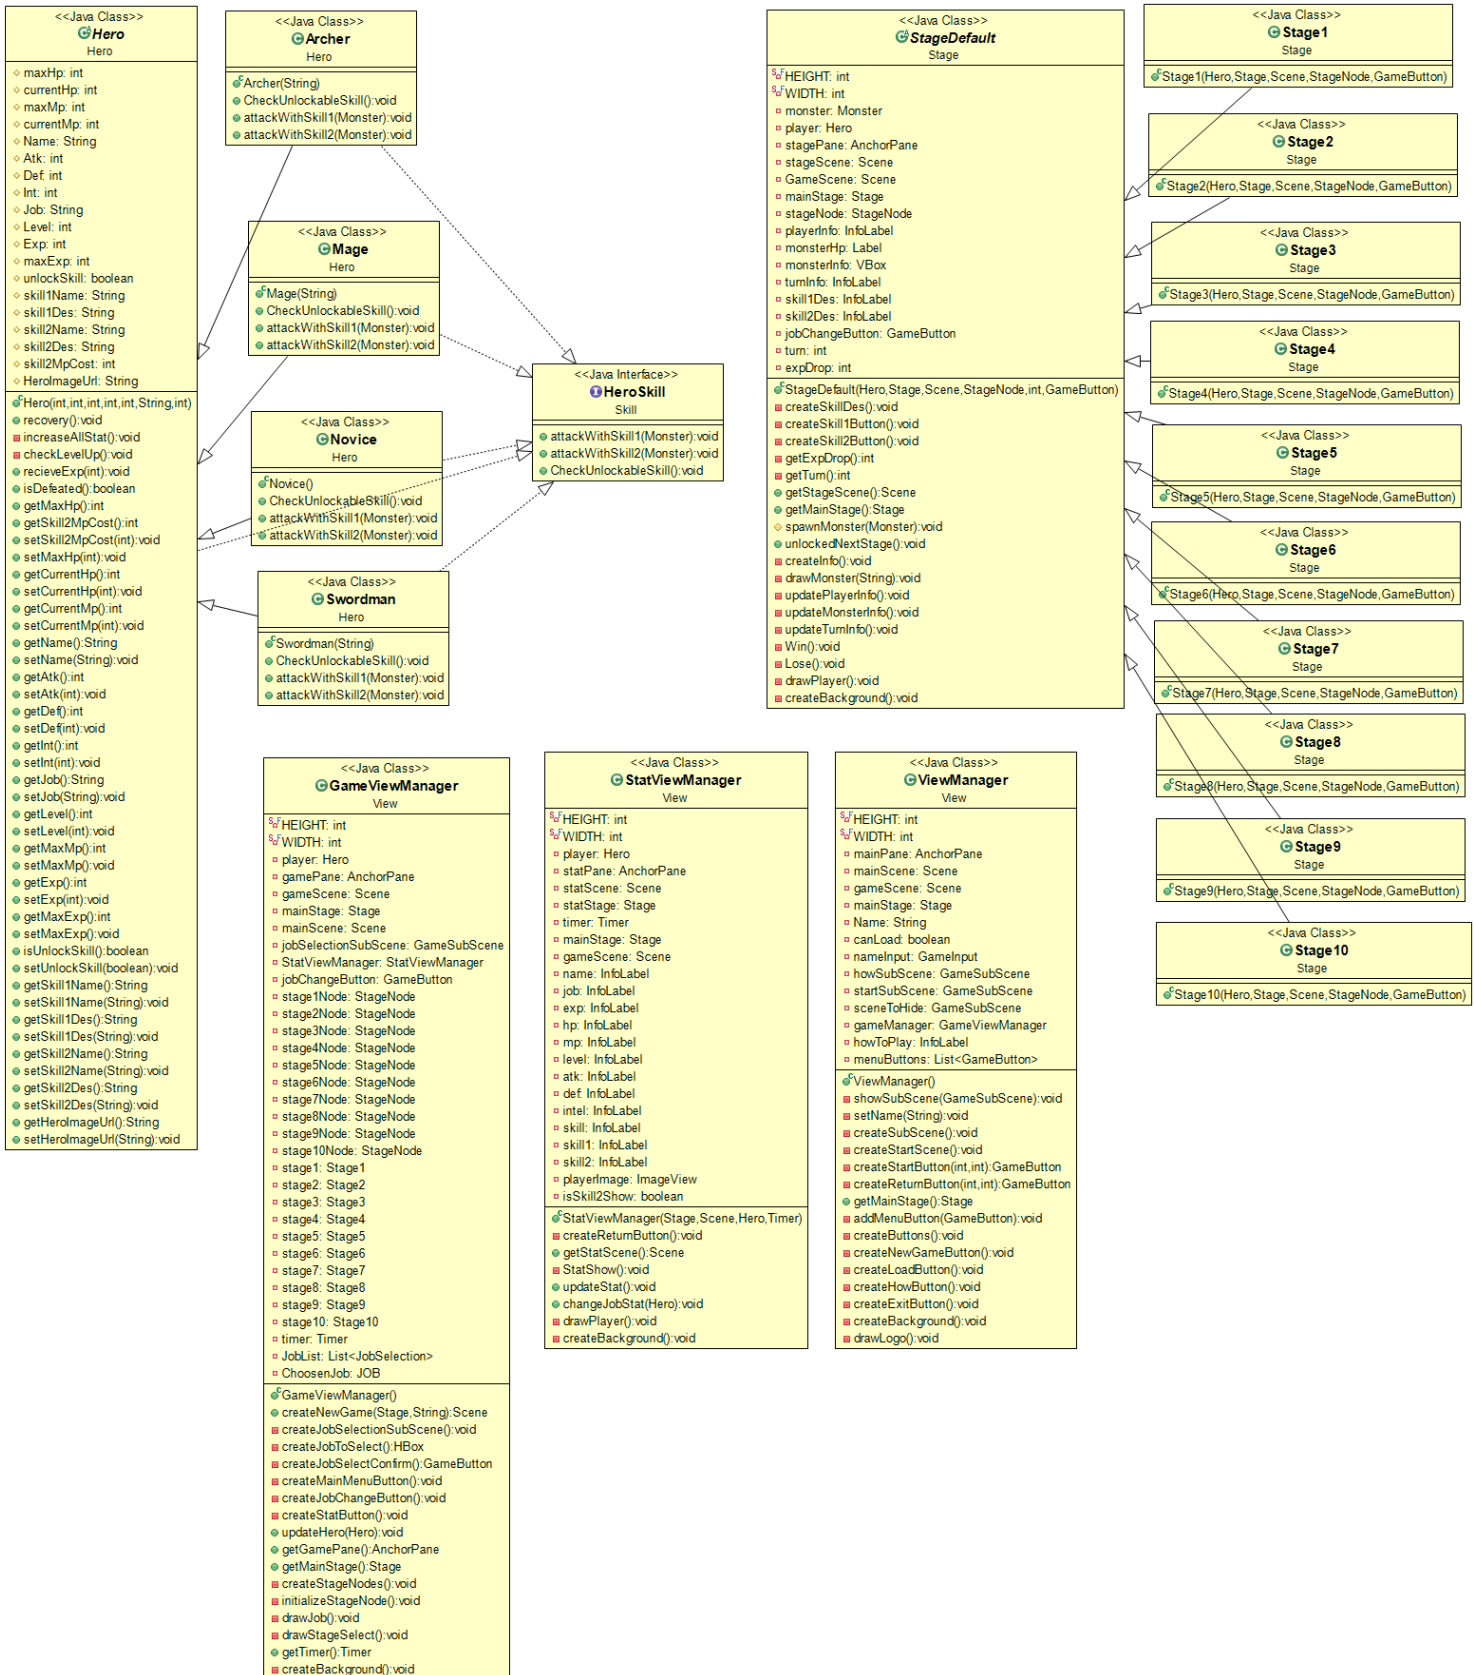 <<Java Class>>
Hero
Hero
maxHp: int
currentHp: int
maxMp: int
currentMp: int
Name: String
Atk: int
Def: int
Int: int
Job: String
Level: int
Exp: int
maxExp: int
unlockSkill: boolean
skill1Name: String
skill1Des: String
skill2Name: String
skill2Des: String
skill2MpCost: int
HeroImageUrl: String
Hero(int,int,int,int,int,String,int)
recovery():void
increaseAllStat():void
checkLevelUp():void
recieveExp(int):void
isDefeated():boolean
getMaxHp():int
getSkill2MpCost():int
setSkill2MpCost(int):void
setMaxHp(int):void
getCurrentHp():int
setCurrentHp(int):void
getCurrentMp():int
setCurrentMp(int):void
getName():String
setName(String):void
getAtk():int
setAtk(int):void
getDef():int
setDef(int):void
getInt():int
setInt(int):void
getJob():String
setJob(String):void
getLevel():int
setLevel(int):void
getMaxMp():int
setMaxMp():void
getExp():int
setExp(int):void
getMaxExp():int
setMaxExp():void
isUnlockSkill():boolean
setUnlockSkill(boolean):void
getSkill1Name():String
setSkill1Name(String):void
getSkill1Des():String
setSkill1Des(String):void
getSkill2Name():String
setSkill2Name(String):void
getSkill2Des():String
setSkill2Des(String):void
getHeroImageUrl():String
setHeroImageUrl(String):void
<<Java Class>>
Archer
Hero
Archer(String)
CheckUnlockableSkill():void
attackWithSkill1(Monster):void
attackWithSkill2(Monster):void
<<Java Class>>
Mage
Hero
Mage(String)
CheckUnlockableSkill():void
attackWithSkill1(Monster):void
attackWithSkill2(Monster):void
<<Java Class>>
Novice
Hero
Novice()
CheckUnlockableSkill():void
attackWithSkill1(Monster):void
attackWithSkill2(Monster):void
<<Java Class>>
Swordman
Hero
Swordman(String)
CheckUnlockableSkill():void
attackWithSkill1(Monster):void
attackWithSkill2(Monster):void
<<Java Interface>>
HeroSkill
Skill
attackWithSkill1(Monster):void
attackWithSkill2(Monster):void
CheckUnlockableSkill():void
<<Java Class>>
StageDefault
Stage
HEIGHT: int
WIDTH: int
monster: Monster
player: Hero
stagePane: AnchorPane
stageScene: Scene
GameScene: Scene
mainStage: Stage
stageNode: StageNode
playerInfo: InfoLabel
monsterHp: Label
monsterInfo: VBox
turnInfo: InfoLabel
skill1Des: InfoLabel
skill2Des: InfoLabel
jobChangeButton: GameButton
turn: int
expDrop: int
StageDefault(Hero,Stage,Scene,StageNode,int,GameButton)
createSkillDes():void
createSkill1Button():void
createSkill2Button():void
getExpDrop():int
getTurn():int
getStageScene():Scene
getMainStage():Stage
spawnMonster(Monster):void
unlockedNextStage():void
createInfo():void
drawMonster(String):void
updatePlayerInfo():void
updateMonsterInfo():void
updateTurnInfo():void
Win():void
Lose():void
drawPlayer():void
createBackground():void
<<Java Class>>
Stage1
Stage
Stage1(Hero,Stage,Scene,StageNode,GameButton)
<<Java Class>>
Stage2
Stage
Stage2(Hero,Stage,Scene,StageNode,GameButton)
<<Java Class>>
Stage3
Stage
Stage3(Hero,Stage,Scene,StageNode,GameButton)
<<Java Class>>
Stage4
Stage
Stage4(Hero,Stage,Scene,StageNode,GameButton)
<<Java Class>>
Stage5
Stage
Stage5(Hero,Stage,Scene,StageNode,GameButton)
<<Java Class>>
Stage6
Stage
Stage6(Hero,Stage,Scene,StageNode,GameButton)
<<Java Class>>
Stage7
Stage
Stage7(Hero,Stage,Scene,StageNode,GameButton)
<<Java Class>>
Stage8
Stage
Stage8(Hero,Stage,Scene,StageNode,GameButton)
<<Java Class>>
Stage9
Stage
Stage9(Hero,Stage,Scene,StageNode,GameButton)
<<Java Class>>
Stage10
Stage
Stage10(Hero,Stage,Scene,StageNode,GameButton)
<<Java Class>>
GameViewManager
View
HEIGHT: int
WIDTH: int
player: Hero
gamePane: AnchorPane
gameScene: Scene
mainStage: Stage
mainScene: Scene
jobSelectionSubScene: GameSubScene
StatViewManager: StatViewManager
jobChangeButton: GameButton
stage1Node: StageNode
stage2Node: StageNode
stage3Node: StageNode
stage4Node: StageNode
stage5Node: StageNode
stage6Node: StageNode
stage7Node: StageNode
stage8Node: StageNode
stage9Node: StageNode
stage10Node: StageNode
stage1: Stage1
stage2: Stage2
stage3: Stage3
stage4: Stage4
stage5: Stage5
stage6: Stage6
stage7: Stage7
stage8: Stage8
stage9: Stage9
stage10: Stage10
timer: Timer
JobList: List<JobSelection>
ChoosenJob: JOB
GameViewManager()
createNewGame(Stage,String):Scene
createJobSelectionSubScene():void
createJobToSelect():HBox
createJobSelectConfirm():GameButton
createMainMenuButton():void
createJobChangeButton():void
createStatButton():void
updateHero(Hero):void
getGamePane():AnchorPane
getMainStage():Stage
createStageNodes():void
initializeStageNode():void
drawJob():void
drawStageSelect():void
getTimer():Timer
createBackground():void
<<Java Class>>
StatViewManager
View
HEIGHT: int
WIDTH: int
player: Hero
statPane: AnchorPane
statScene: Scene
statStage: Stage
timer: Timer
mainStage: Stage
gameScene: Scene
name: InfoLabel
job: InfoLabel
exp: InfoLabel
hp: InfoLabel
mp: InfoLabel
level: InfoLabel
atk: InfoLabel
def: InfoLabel
intel: InfoLabel
skill: InfoLabel
skill1: InfoLabel
skill2: InfoLabel
playerImage: ImageView
isSkill2Show: boolean
StatViewManager(Stage,Scene,Hero,Timer)
createReturnButton():void
getStatScene():Scene
StatShow():void
updateStat():void
changeJobStat(Hero):void
drawPlayer():void
createBackground():void
<<Java Class>>
ViewManager
View
HEIGHT: int
WIDTH: int
mainPane: AnchorPane
mainScene: Scene
gameScene: Scene
mainStage: Stage
Name: String
canLoad: boolean
nameInput: GameInput
howSubScene: GameSubScene
startSubScene: GameSubScene
sceneToHide: GameSubScene
gameManager: GameViewManager
howToPlay: InfoLabel
menuButtons: List<GameButton>
ViewManager()
showSubScene(GameSubScene):void
setName(String):void
createSubScene():void
createStartScene():void
createStartButton(int,int):GameButton
createReturnButton(int,int):GameButton
getMainStage():Stage
addMenuButton(GameButton):void
createButtons():void
createNewGameButton():void
createLoadButton():void
createHowButton():void
createExitButton():void
createBackground():void
drawLogo():void